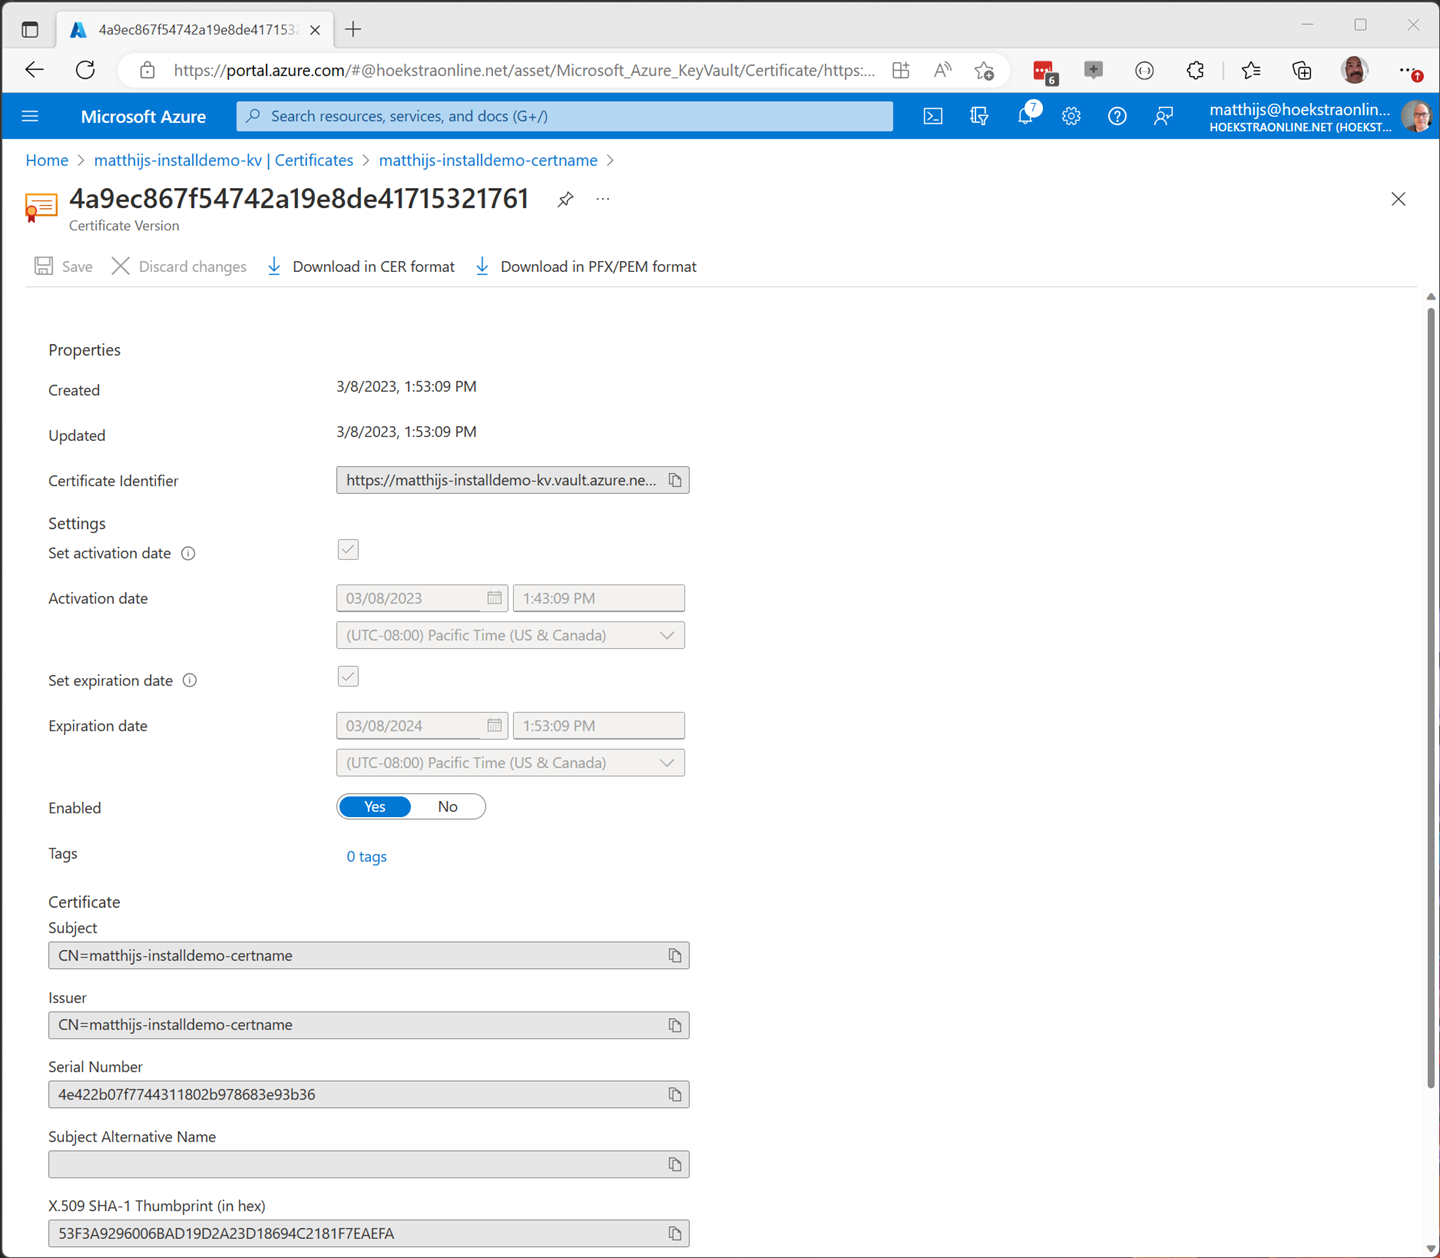 4a9ec867f54742a19e8de417153
https://portal.azure.com/#@hoekstraonline.net/asset/Microsoft_Azure_KeyVault/Certificate/https:...
6
Microsoft Azure
Search resources, services, and docs (G+/)
7
matthijs@hoekstraonlin...
HOEKSTRAONLINE.NET (HOEKST...
Home > matthijs-installdemo-kv | Certificates > matthijs-installdemo-certname >
4a9ec867f54742a19e8de41715321761
Certificate Version
Save
Discard changes
Download in CER format
Download in PFX/PEM format
Properties
Created
3/8/2023, 1:53:09 PM
Updated
3/8/2023, 1:53:09 PM
Certificate Identifier
https://matthijs-installdemo-kv.vault.azure.ne...
Settings
Set activation date
Activation date
03/08/2023
1:43:09 PM
(UTC-08:00) Pacific Time (US & Canada)
Set expiration date
Expiration date
03/08/2024
1:53:09 PM
(UTC-08:00) Pacific Time (US & Canada)
Enabled
Yes
No
Tags
0 tags
Certificate
Subject
CN=matthijs-installdemo-certname
Issuer
CN=matthijs-installdemo-certname
Serial Number
4e422b07f7744311802b978683e93b36
Subject Alternative Name
X.509 SHA-1 Thumbprint (in hex)
53F3A9296006BAD19D2A23D18694C2181F7EAEFA